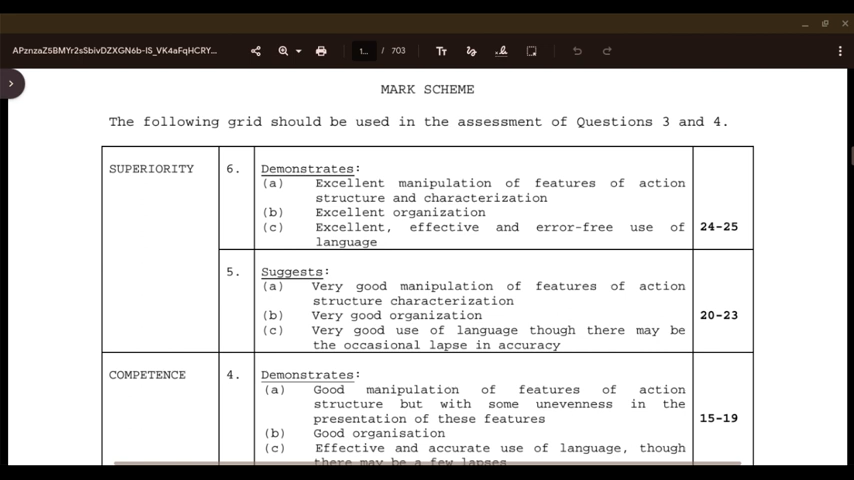 APznzaZ5BMYr2sSbivDZXGN6b-IS_VK4aFqHCRY...
1... / 703
MARK SCHEME
The following grid should be used in the assessment of Questions 3 and 4.
SUPERIORITY
6.
Demonstrates:
(a) Excellent manipulation of features of action
structure and characterization
(b) Excellent organization
(c) Excellent, effective and error-free use of
language
24-25
5.
Suggests:
(a) Very good manipulation of features of action
structure characterization
(b) Very good organization
(c) Very good use of language though there may be
the occasional lapse in accuracy
20-23
COMPETENCE
4.
Demonstrates:
(a) Good manipulation of features of action
structure but with some unevenness in the
presentation of these features
(b) Good organisation
(c) Effective and accurate use of language, though
there may be a few lapses
15-19